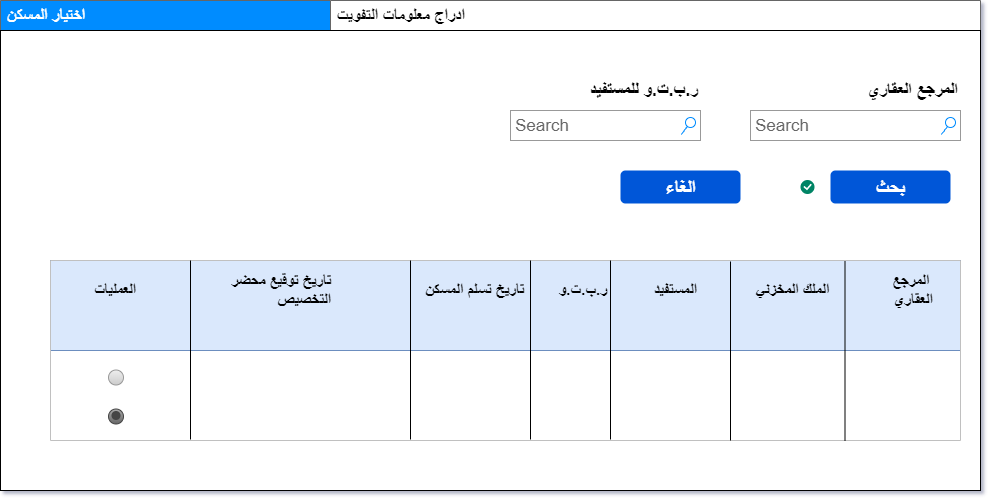 اختيار المسكن
ادراج معلومات التفويت
المرجع العقاري
ر.ب.ت.و للمستفيد
Search
Search
بحث
الغاء
المرجع
العقاري
الملك المخزني
المستفيد
ر.ب.ت.و
تاريخ تسلم المسكن
تاريخ توقيع محضر
التخصيص
العمليات